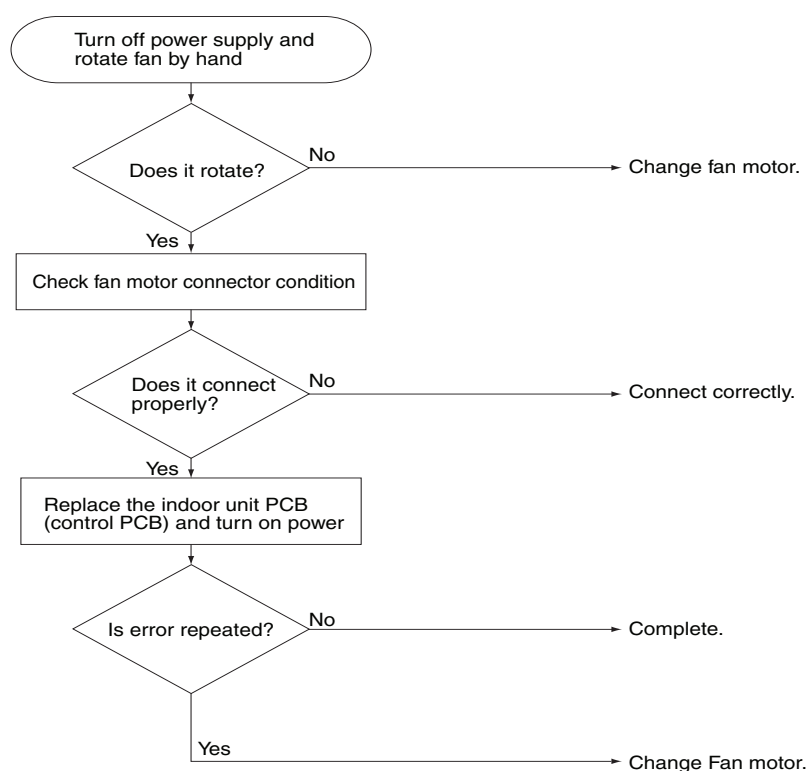 Turn off power supply and
rotate fan by hand
Does it rotate?
No
Change fan motor.
Yes
Check fan motor connector condition
Does it connect
properly?
No
Connect correctly.
Yes
Replace the indoor unit PCB
(control PCB) and turn on power
Is error repeated?
No
Complete.
Yes
Change Fan motor.